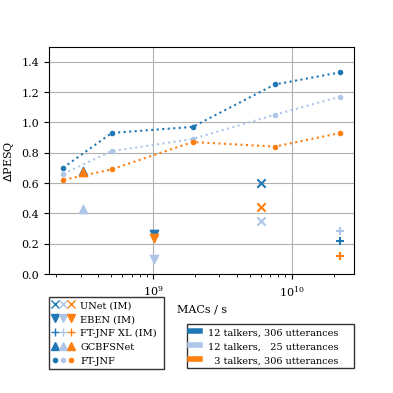 1.4
1.2
1.0
0.8
0.6
0.4
0.2
0.0
ΔPESQ
10⁹
10¹⁰
MACs / s
UNet (IM)
EBEN (IM)
FT-JNF XL (IM)
GCBFSNet
FT-JNF
12 talkers, 306 utterances
12 talkers, 25 utterances
3 talkers, 306 utterances